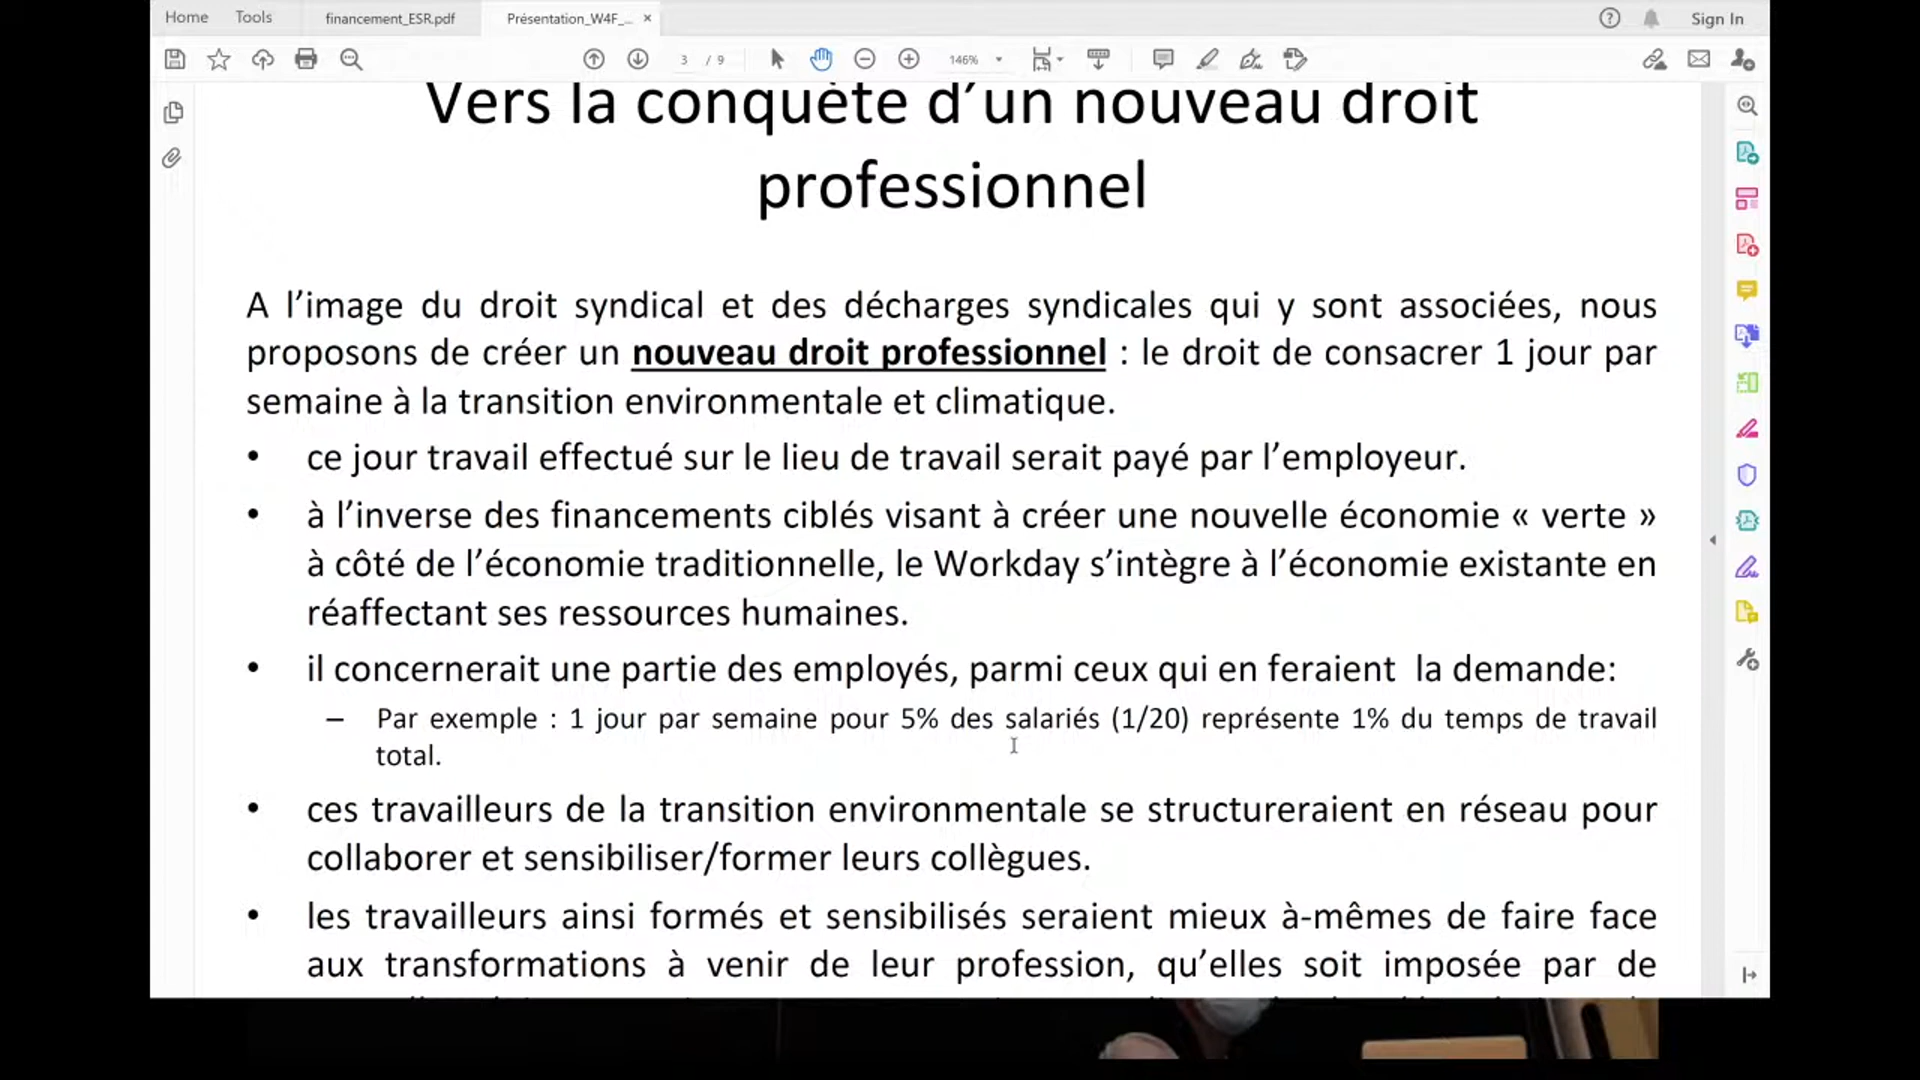 Home Tools financement_ESR.pdf Présentation_W4F_... × Sign In
3 / 9 146%
Vers la conquête d’un nouveau droit
professionnel
A l’image du droit syndical et des décharges syndicales qui y sont associées, nous
proposons de créer un nouveau droit professionnel : le droit de consacrer 1 jour par
semaine à la transition environmentale et climatique.
• ce jour travail effectué sur le lieu de travail serait payé par l’employeur.
• à l’inverse des financements ciblés visant à créer une nouvelle économie « verte »
à côté de l’économie traditionnelle, le Workday s’intègre à l’économie existante en
réaffectant ses ressources humaines.
• il concernerait une partie des employés, parmi ceux qui en feraient la demande:
– Par exemple : 1 jour par semaine pour 5% des salariés (1/20) représente 1% du temps de travail
total.
• ces travailleurs de la transition environmentale se structureraient en réseau pour
collaborer et sensibiliser/former leurs collègues.
• les travailleurs ainsi formés et sensibilisés seraient mieux à-mêmes de faire face
aux transformations à venir de leur profession, qu’elles soit imposée par de